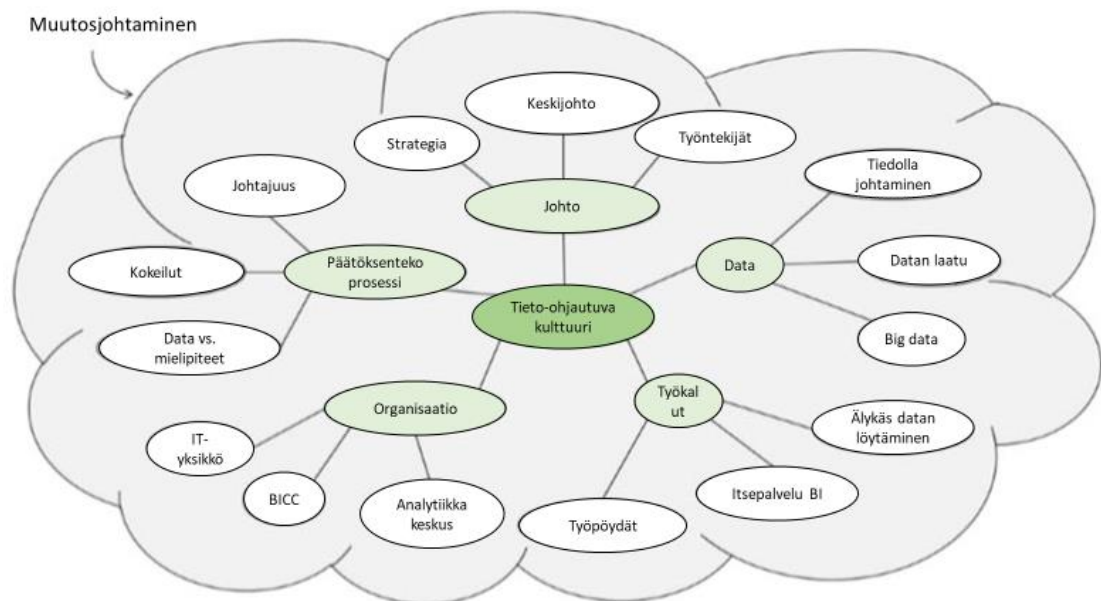 Muutosjohtaminen
Keskijohto
Strategia
Työntekijät
Tiedolla
johtaminen
Johtajuus
Johto
Päätöksenteko
prosessi
Data
Datan laatu
Kokeilut
Tieto-ohjautuva
kulttuuri
Data vs.
mielipiteet
Big data
Organisaatio
Työkal
ut
Älykäs datan
löytäminen
IT-
yksikkö
BICC
Analytiikka
keskus
Itsepalvelu BI
Työpöydät